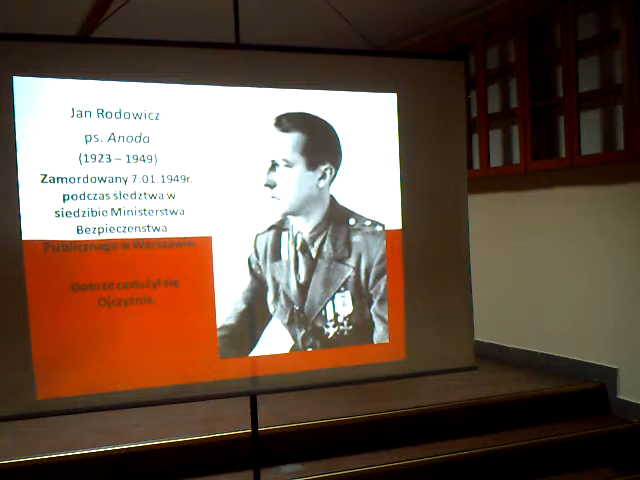 Jan Rodowicz
ps. Anoda
(1923 – 1949)
Zamordowany 7.01.1949r.
podczas śledztwa w
siedzibie Ministerstwa
Bezpieczenstwa
Publicznego w Warszawie.
Dobrze zasłużył się
Ojczyźnie.